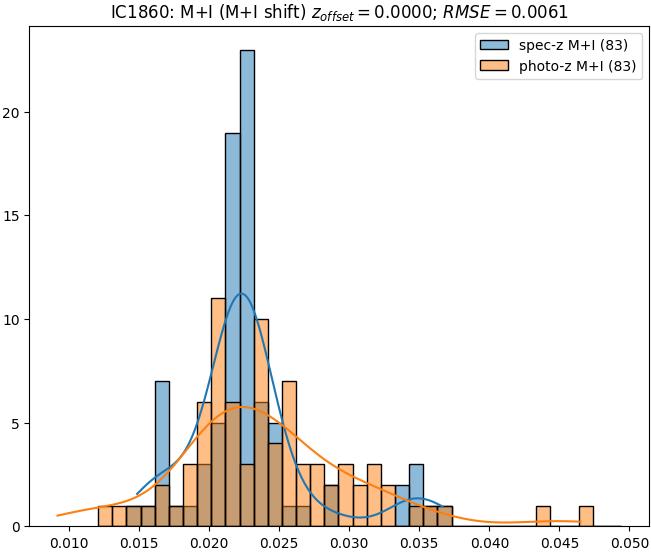 IC1860: M+I (M+I shift) z_offset = 0.0000; RMSE = 0.0061
spec-z M+I (83)
photo-z M+I (83)
20
15
10
5
0
0.010 0.015 0.020 0.025 0.030 0.035 0.040 0.045 0.050